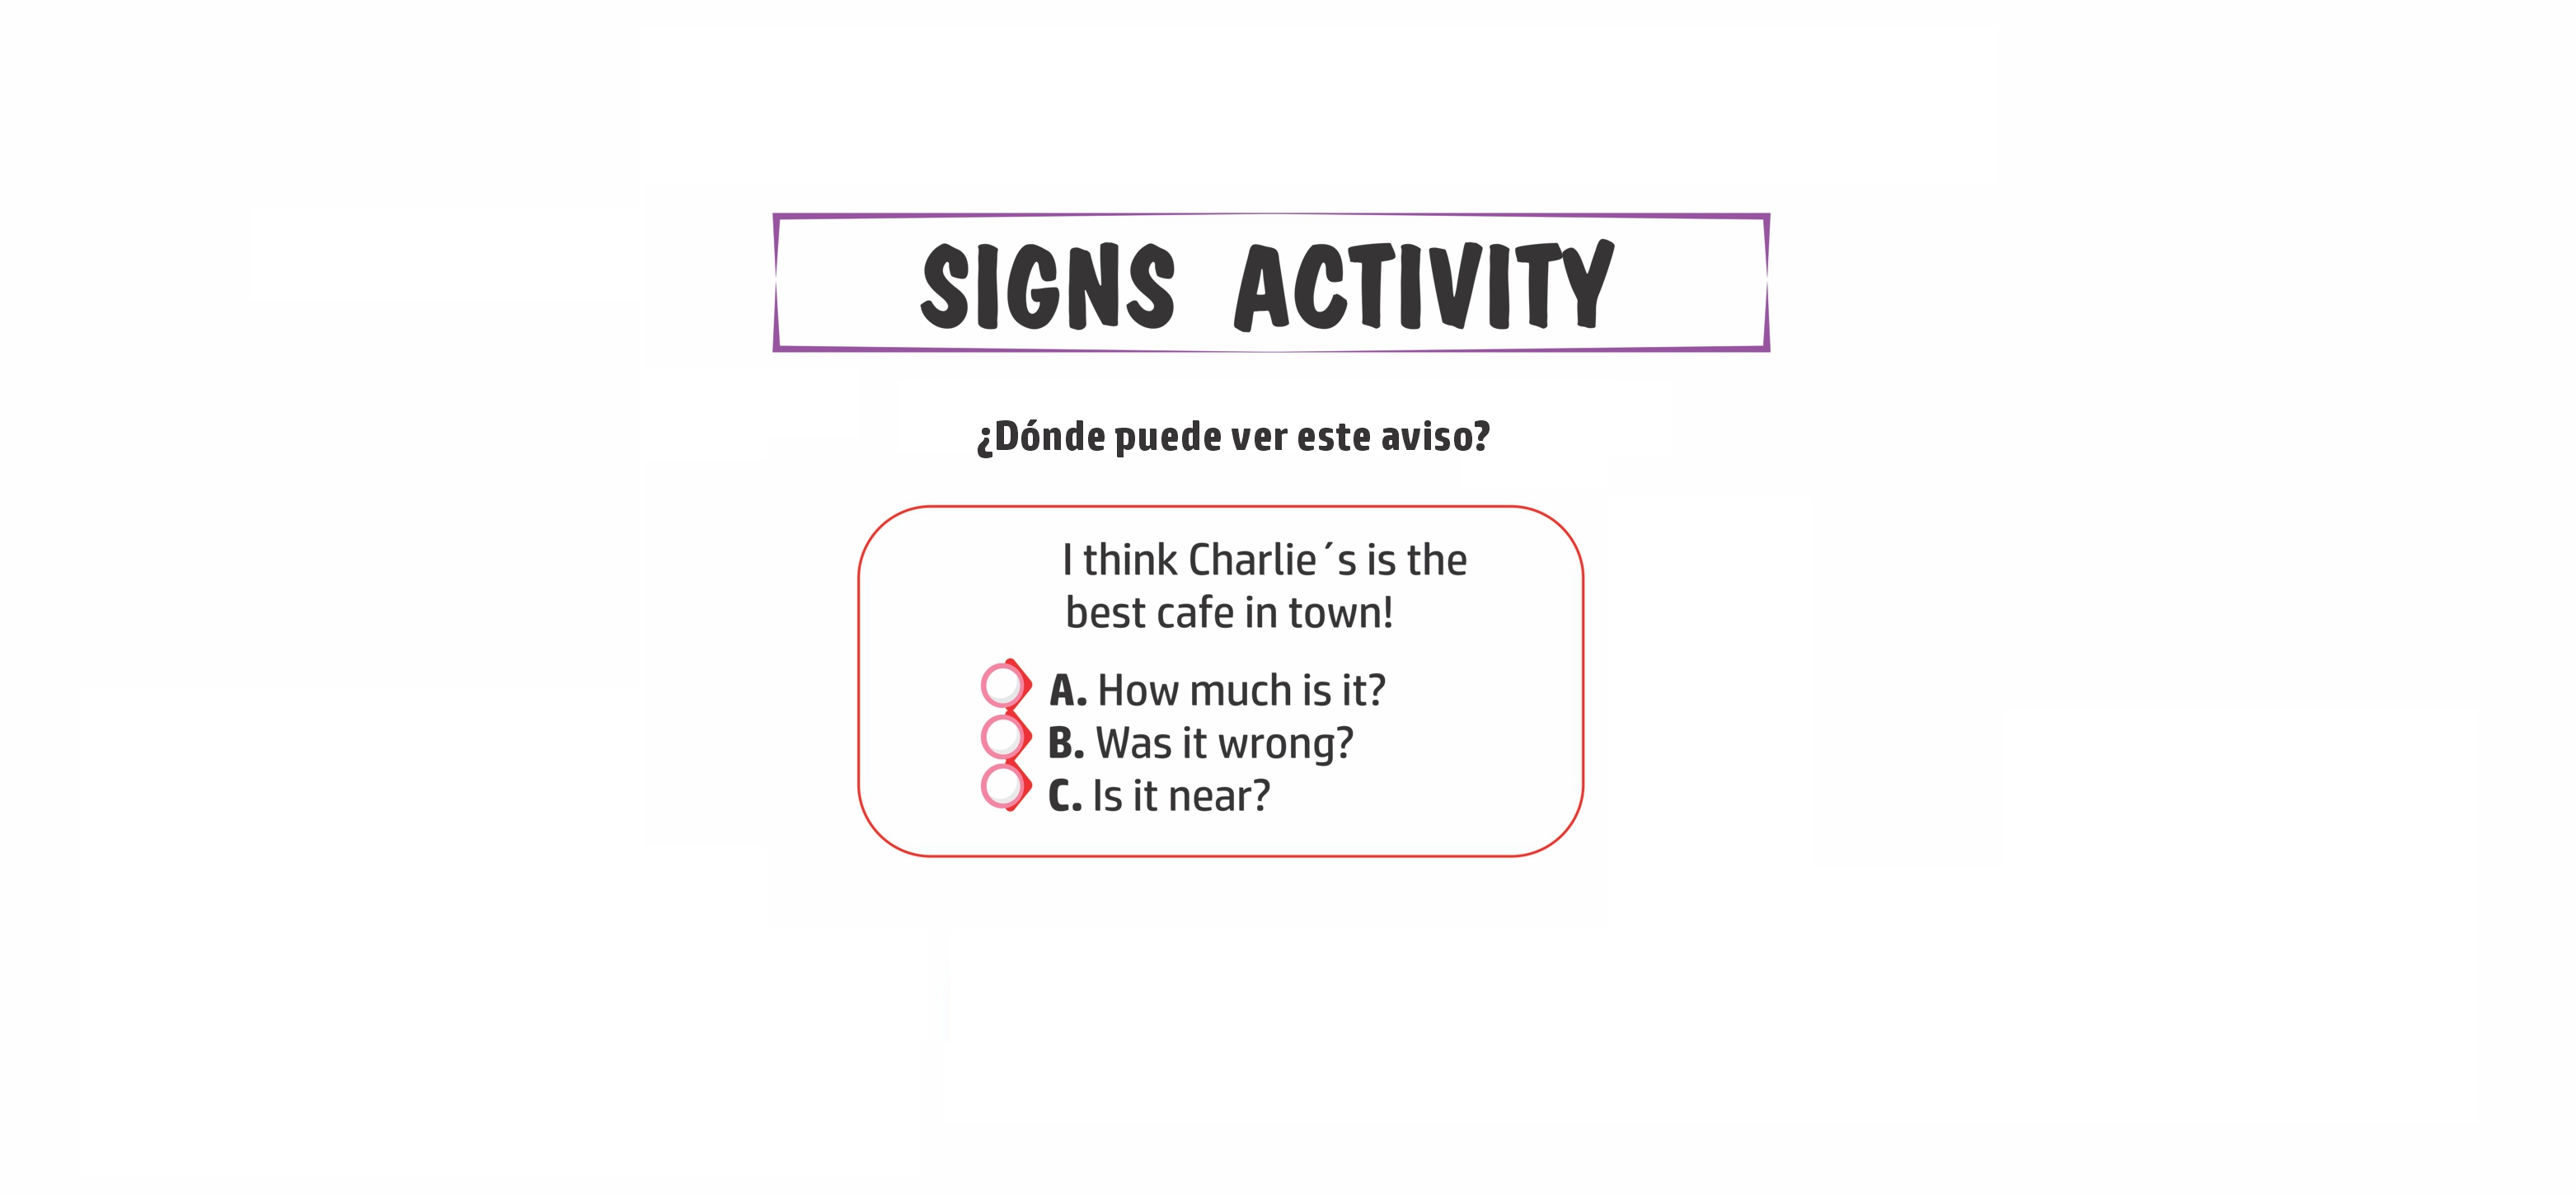 SIGNS ACTIVITY
¿Dónde puede ver este aviso?
I think Charlie´s is the
best cafe in town!
A. How much is it?
B. Was it wrong?
C. Is it near?